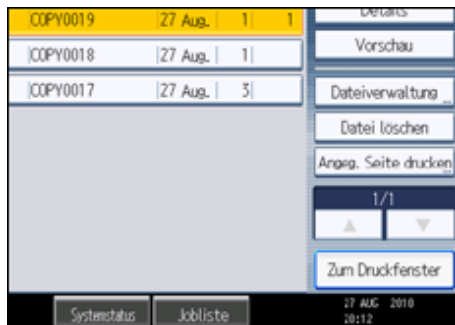 COPY0019 27 Aug. 1 1
Details
COPY0018 27 Aug. 1
Vorschau
COPY0017 27 Aug. 3
Dateiverwaltung
Datei löschen
Angeg. Seite drucken
1/1
Zum Druckfenster
Systemstatus Jobliste
27 AUG 2010
20:12